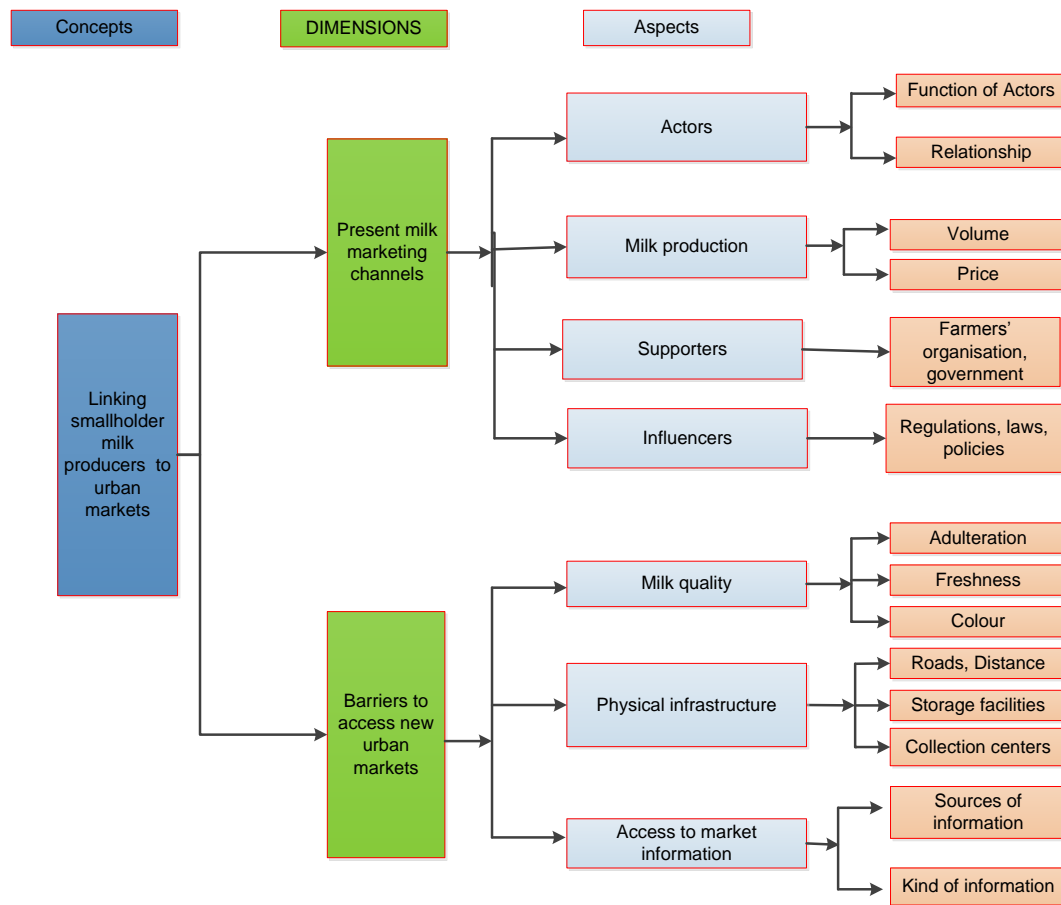 Concepts
DIMENSIONS
Aspects
Linking
smallholder
milk
producers to
urban
markets
Present milk
marketing
channels
Actors
Function of Actors
Relationship
Milk production
Volume
Price
Supporters
Farmers’
organisation,
government
Influencers
Regulations, laws,
policies
Barriers to
access new
urban
markets
Milk quality
Adulteration
Freshness
Colour
Physical infrastructure
Roads, Distance
Storage facilities
Collection centers
Access to market
information
Sources of
information
Kind of information